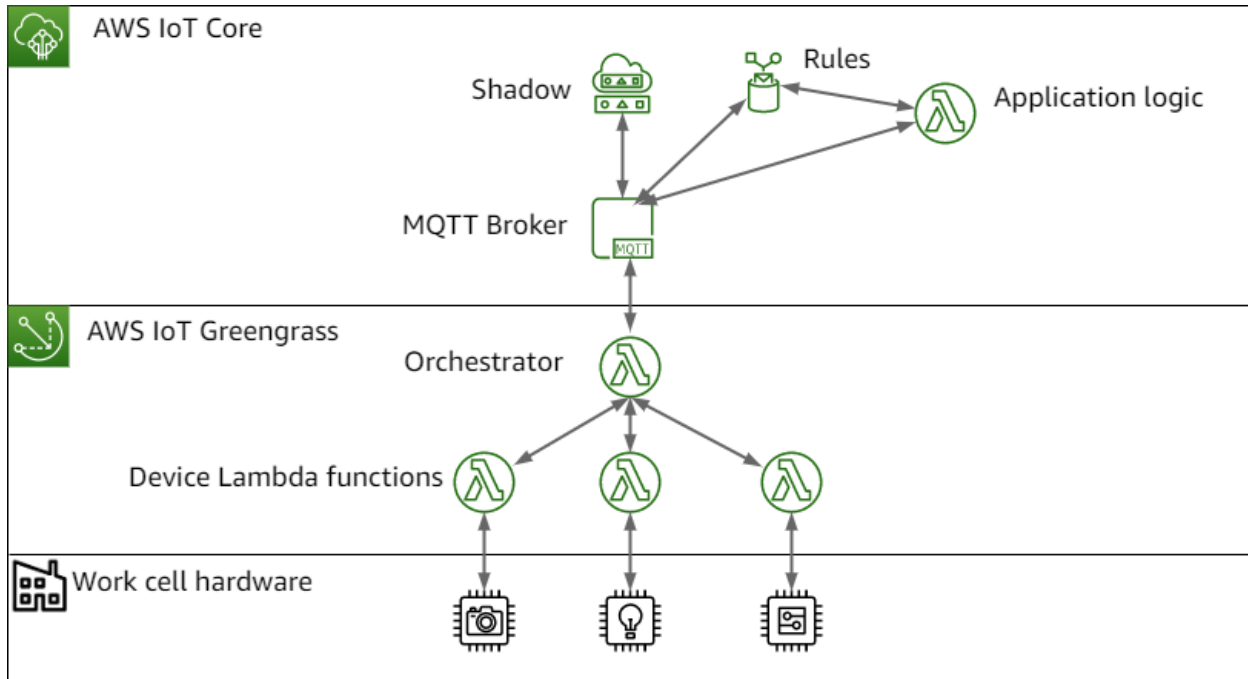 AWS IoT Core
Shadow
Rules
Application logic
MQTT Broker
MQTT
AWS IoT Greengrass
Orchestrator
Device Lambda functions
Work cell hardware